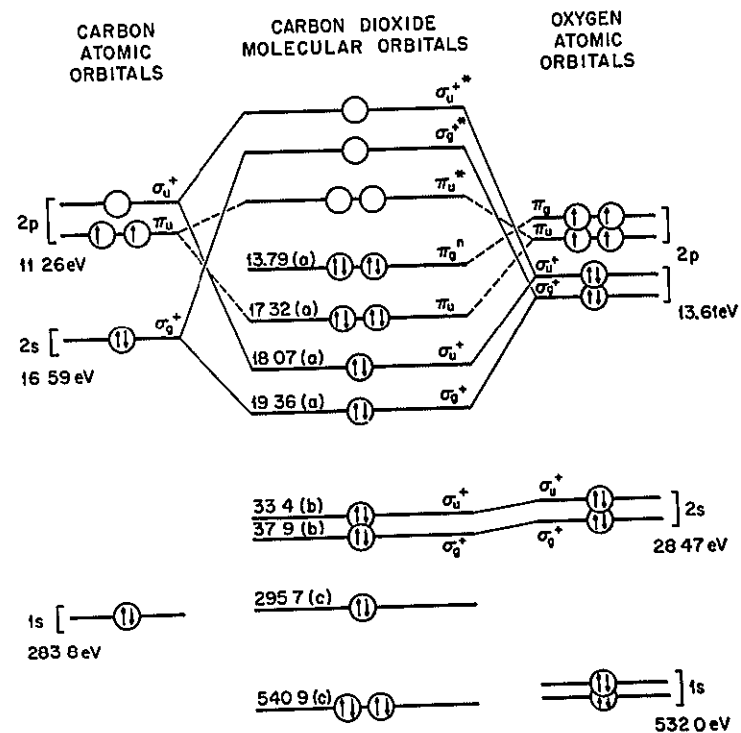 CARBON
ATOMIC
ORBITALS
CARBON DIOXIDE
MOLECULAR ORBITALS
OXYGEN
ATOMIC
ORBITALS
σu+*
σg+*
σu+
πu*
2p
πu
11 26eV
πg
πu
2p
13.79 (a)
πgn
σu+
σg+
13.61eV
17 32 (a)
πu
2s
σg+
16 59 eV
18 07 (a)
σu+
19 36 (a)
σg+
33 4 (b)
σu+
σu+
37 9 (b)
σg+
σg+
2s
28 47 eV
1s
283 8 eV
295 7 (c)
540 9 (c)
1s
532 0 eV